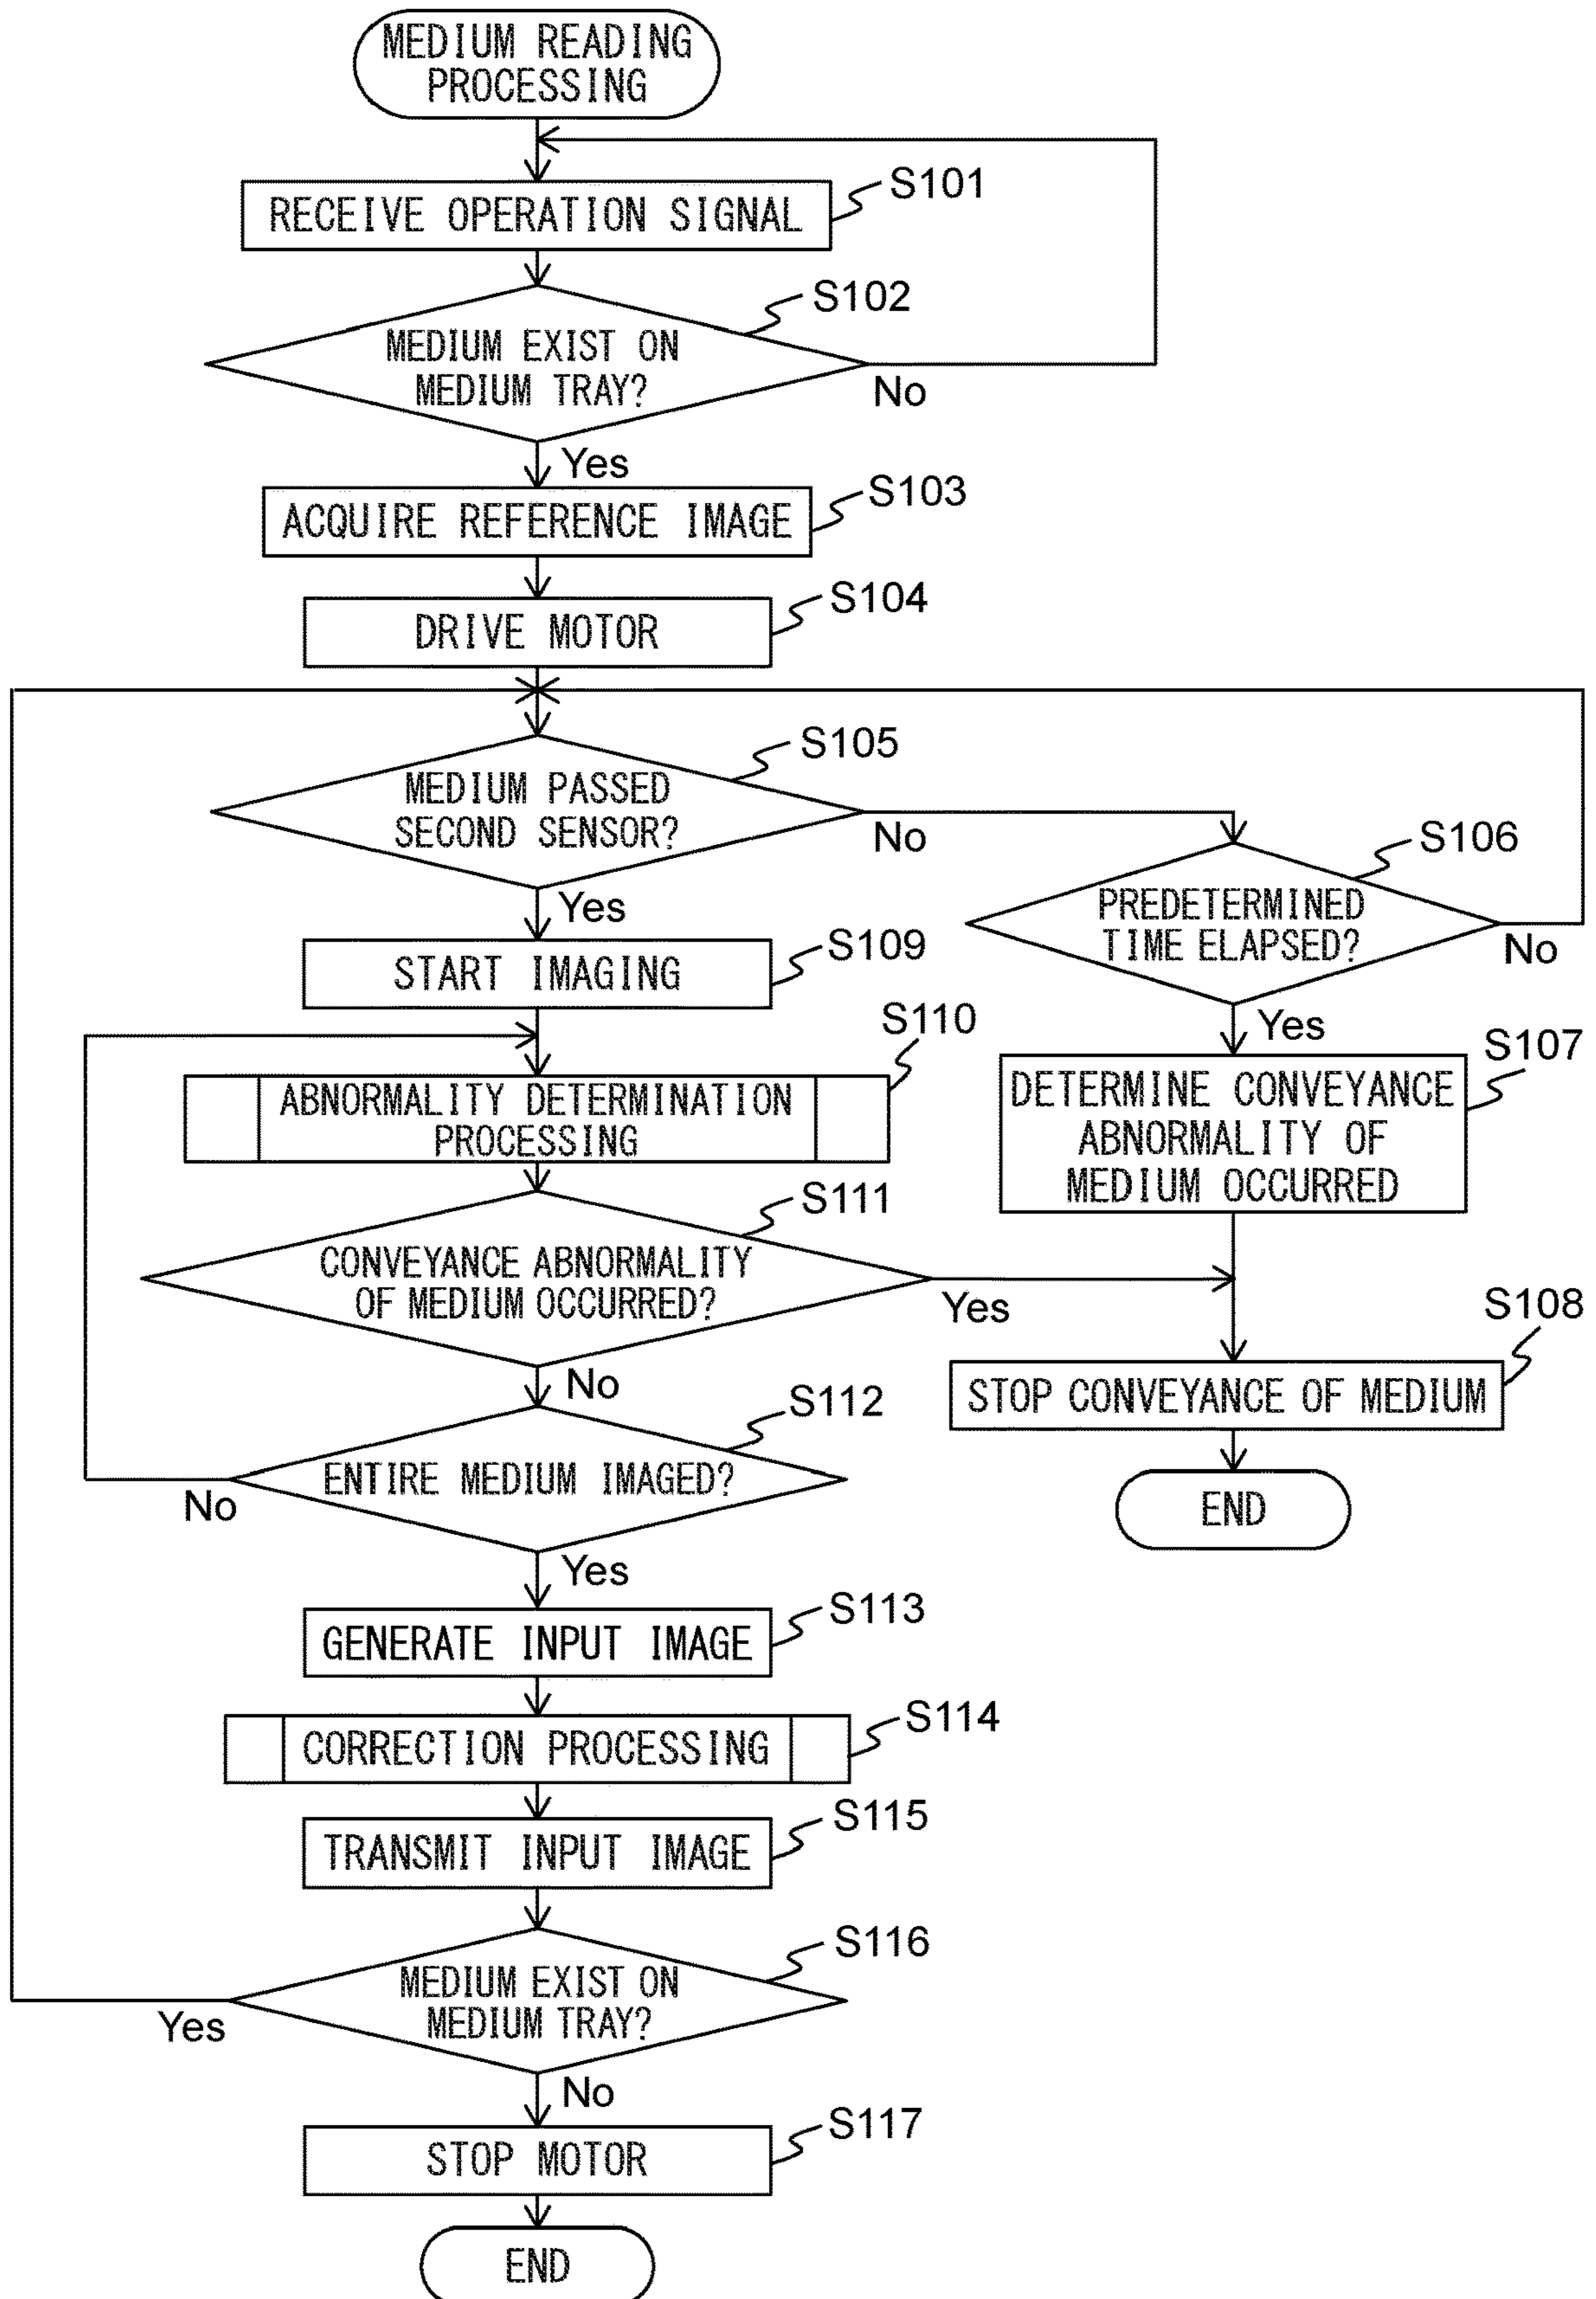 MEDIUM READING
PROCESSING
S101
RECEIVE OPERATION SIGNAL
S102
MEDIUM EXIST ON
MEDIUM TRAY?
No
Yes
S103
ACQUIRE REFERENCE IMAGE
S104
DRIVE MOTOR
S105
MEDIUM PASSED
SECOND SENSOR?
No
S106
PREDETERMINED
TIME ELAPSED?
No
Yes
Yes
S109
START IMAGING
S107
DETERMINE CONVEYANCE
ABNORMALITY OF
MEDIUM OCCURRED
S110
ABNORMALITY DETERMINATION
PROCESSING
S111
CONVEYANCE ABNORMALITY
OF MEDIUM OCCURRED?
Yes
S108
STOP CONVEYANCE OF MEDIUM
END
No
S112
ENTIRE MEDIUM IMAGED?
No
Yes
S113
GENERATE INPUT IMAGE
S114
CORRECTION PROCESSING
S115
TRANSMIT INPUT IMAGE
S116
MEDIUM EXIST ON
MEDIUM TRAY?
Yes
No
S117
STOP MOTOR
END